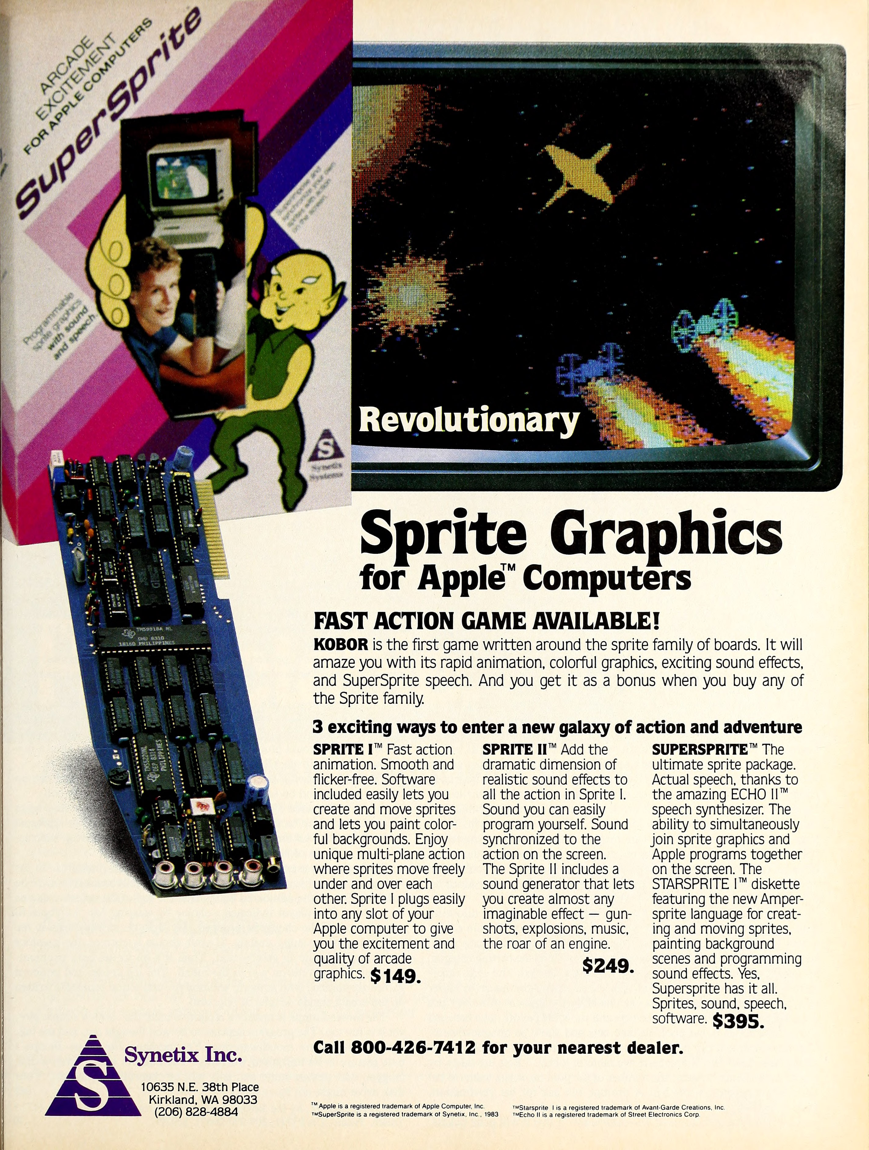 ARCADE
EXCITEMENT
FOR APPLE COMPUTERS
SuperSprite
Superimpose and
synchronize your own
sprites with action
on the screen.
Programmable
sprite graphics
with sound
and speech.
S
Synetix
Systems
Revolutionary
Sprite Graphics
for Apple™ Computers
FAST ACTION GAME AVAILABLE!
KOBOR is the first game written around the sprite family of boards. It will
amaze you with its rapid animation, colorful graphics, exciting sound effects,
and SuperSprite speech. And you get it as a bonus when you buy any of
the Sprite family.
3 exciting ways to enter a new galaxy of action and adventure
SPRITE I™ Fast action
animation. Smooth and
flicker-free. Software
included easily lets you
create and move sprites
and lets you paint color-
ful backgrounds. Enjoy
unique multi-plane action
where sprites move freely
under and over each
other. Sprite I plugs easily
into any slot of your
Apple computer to give
you the excitement and
quality of arcade
graphics. $149.
SPRITE II™ Add the
dramatic dimension of
realistic sound effects to
all the action in Sprite I.
Sound you can easily
program yourself. Sound
synchronized to the
action on the screen.
The Sprite II includes a
sound generator that lets
you create almost any
imaginable effect — gun-
shots, explosions, music,
the roar of an engine.
$249.
SUPERSPRITE™ The
ultimate sprite package.
Actual speech, thanks to
the amazing ECHO II™
speech synthesizer. The
ability to simultaneously
join sprite graphics and
Apple programs together
on the screen. The
STARSPRITE I™ diskette
featuring the new Amper-
sprite language for creat-
ing and moving sprites,
painting background
scenes and programming
sound effects. Yes,
Supersprite has it all.
Sprites, sound, speech,
software. $395.
Call 800-426-7412 for your nearest dealer.
S
Synetix Inc.
10635 N.E. 38th Place
Kirkland, WA 98033
(206) 828-4884
™Apple is a registered trademark of Apple Computer, Inc.
™SuperSprite is a registered trademark of Synetix, Inc., 1983
™Starsprite I is a registered trademark of Avant-Garde Creations, Inc.
™Echo II is a registered trademark of Street Electronics Corp.